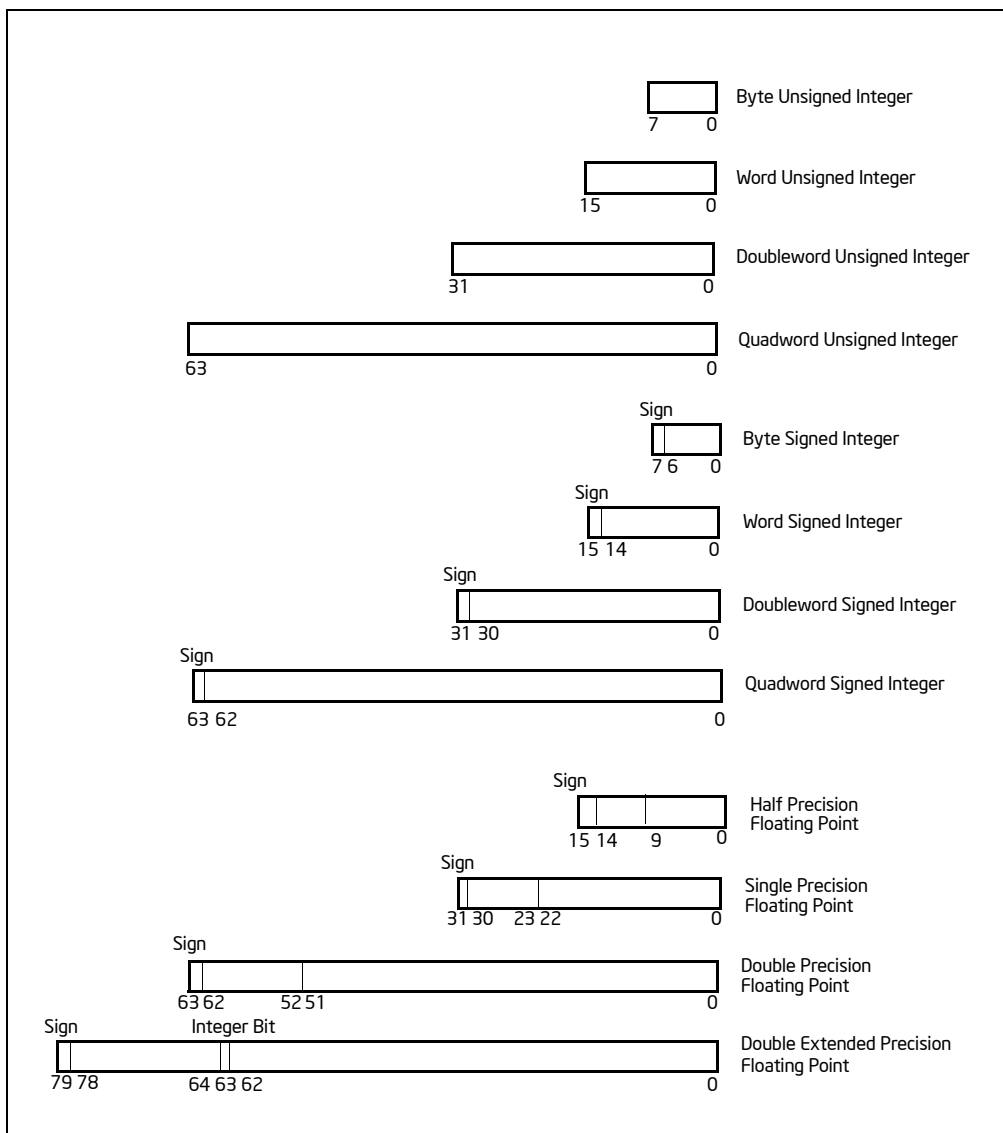 Byte Unsigned Integer
7 0
Word Unsigned Integer
15 0
Doubleword Unsigned Integer
31 0
Quadword Unsigned Integer
63 0
Sign
Byte Signed Integer
7 6 0
Sign
Word Signed Integer
15 14 0
Sign
Doubleword Signed Integer
31 30 0
Sign
Quadword Signed Integer
63 62 0
Sign
Half Precision
Floating Point
15 14 9 0
Sign
Single Precision
Floating Point
31 30 23 22 0
Sign
Double Precision
Floating Point
63 62 52 51 0
Sign Integer Bit
Double Extended Precision
Floating Point
79 78 64 63 62 0